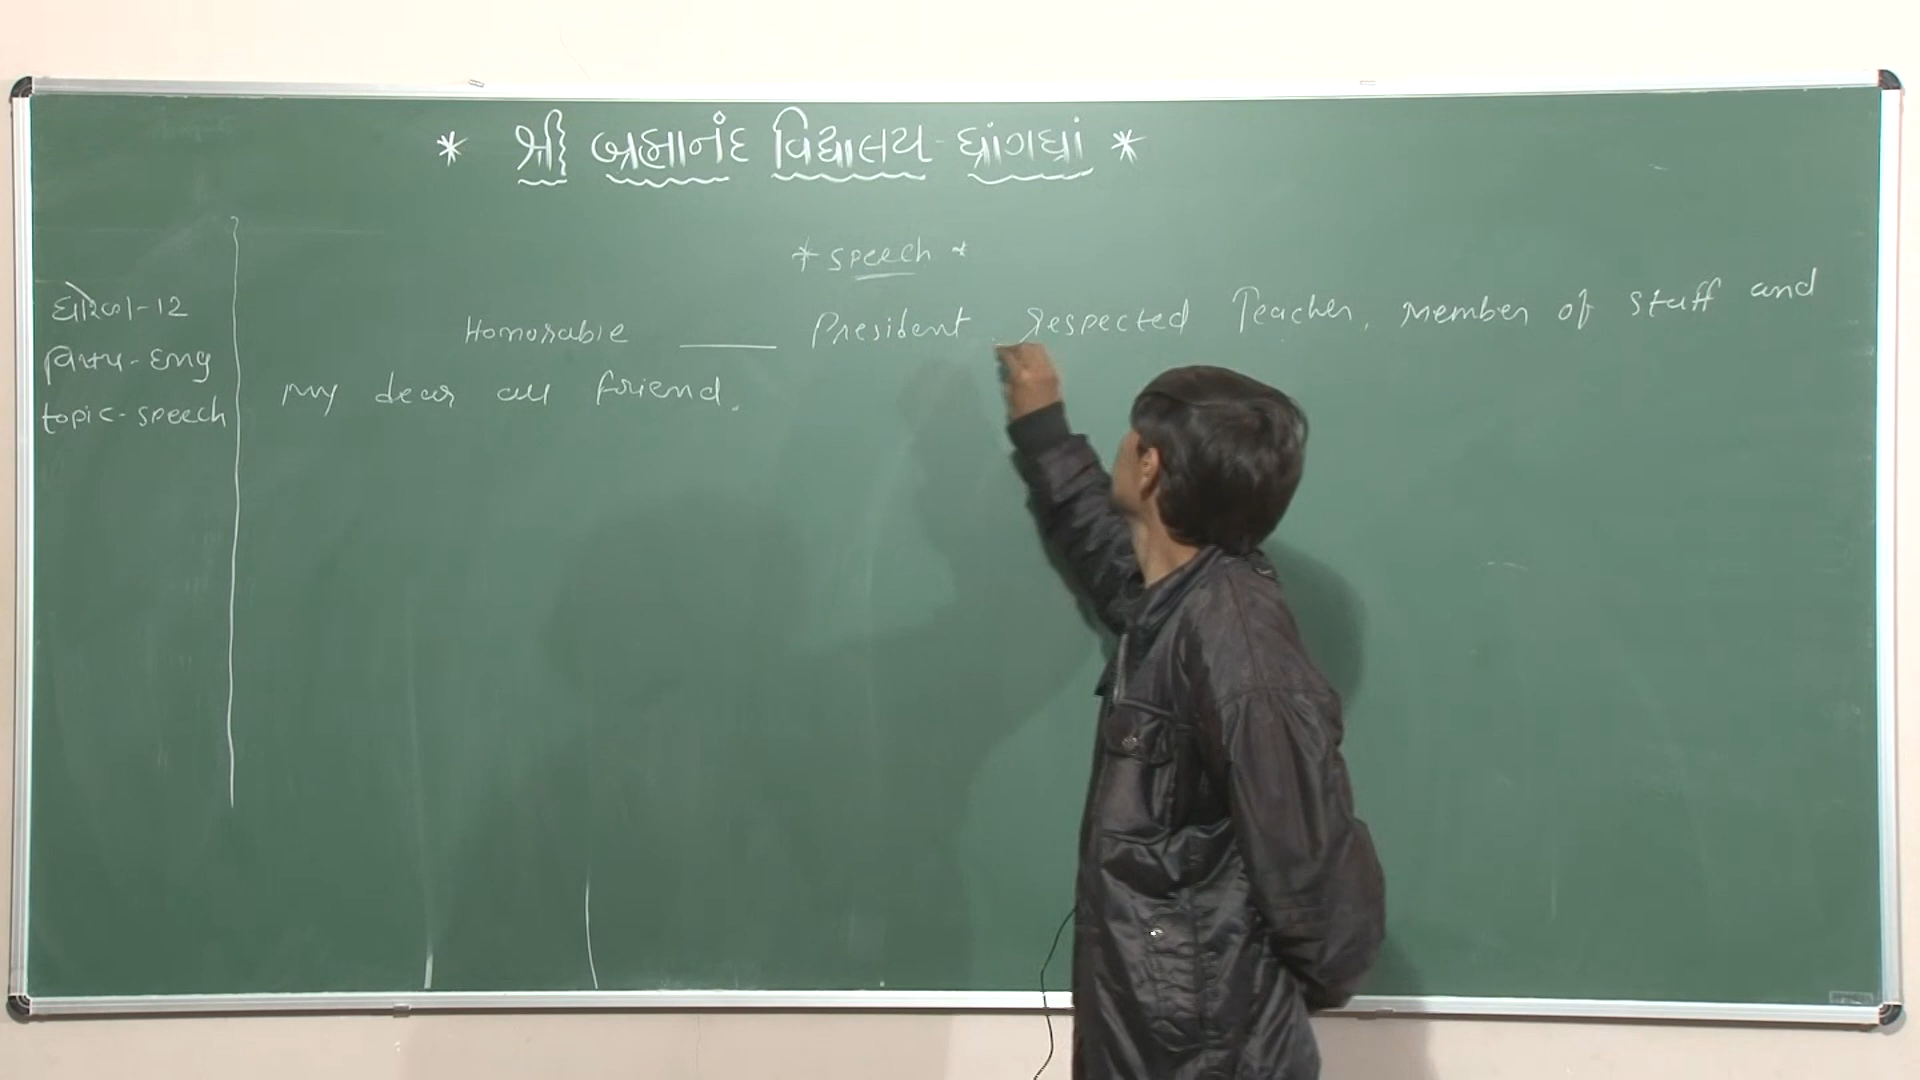 * શ્રી બ્રહ્માનંદ વિદ્યાલય - ધ્રાંગધ્રાં *
* speech *
ધોરણ-12
વિષય - Eng
topic - speech
Honorable ____ President respected Teacher, member of staff and
my dear all friend.